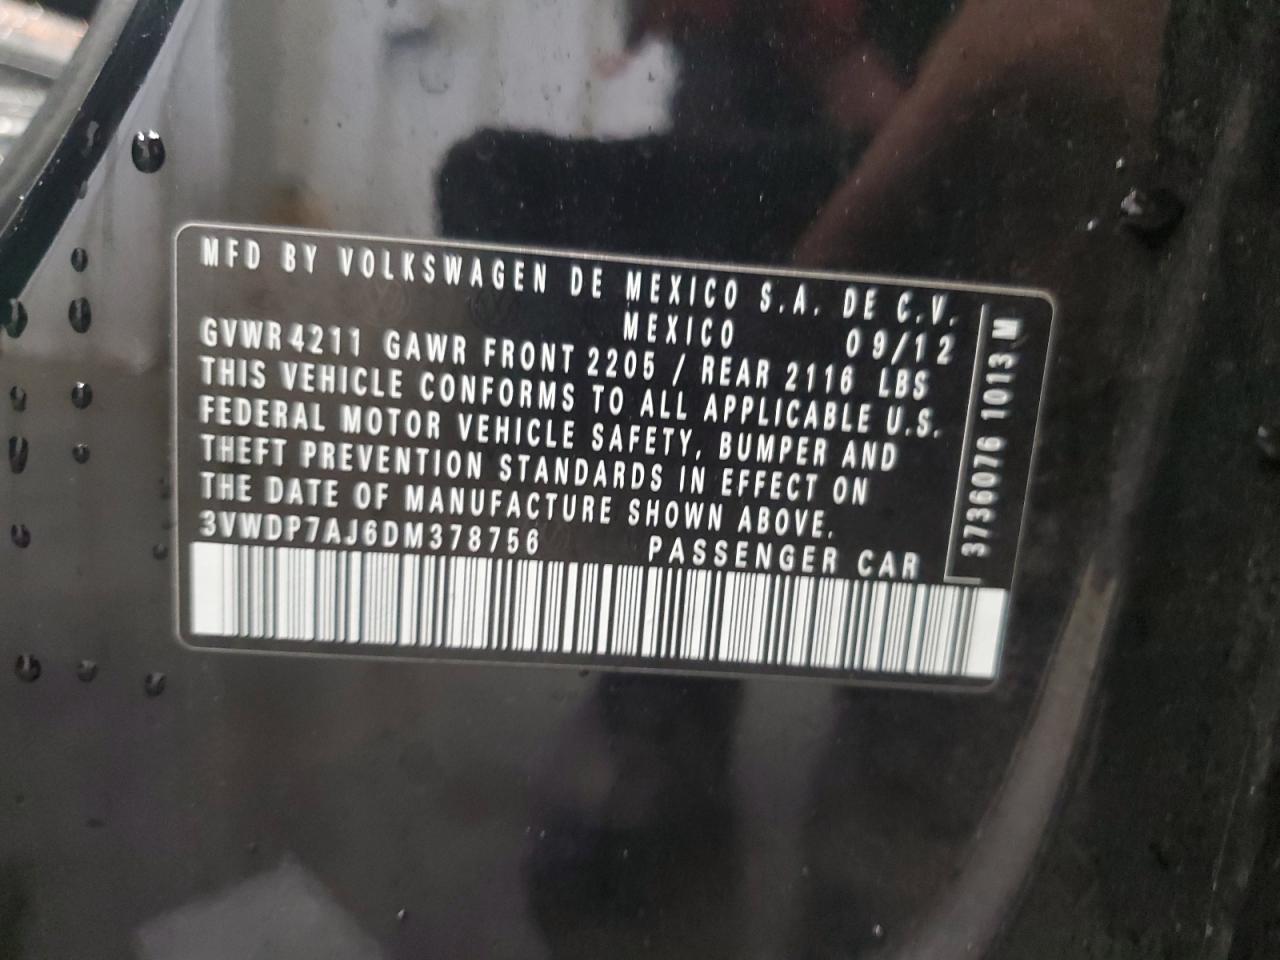 MFD BY VOLKSWAGEN DE MEXICO S.A. DE C.V.
MEXICO 09/12
GVWR 4211 GAWR FRONT 2205 / REAR 2116 LBS
THIS VEHICLE CONFORMS TO ALL APPLICABLE U.S.
FEDERAL MOTOR VEHICLE SAFETY, BUMPER AND
THEFT PREVENTION STANDARDS IN EFFECT ON
THE DATE OF MANUFACTURE SHOWN ABOVE.
3VWDP7AJ6DM378756 PASSENGER CAR
3736076 1013 M